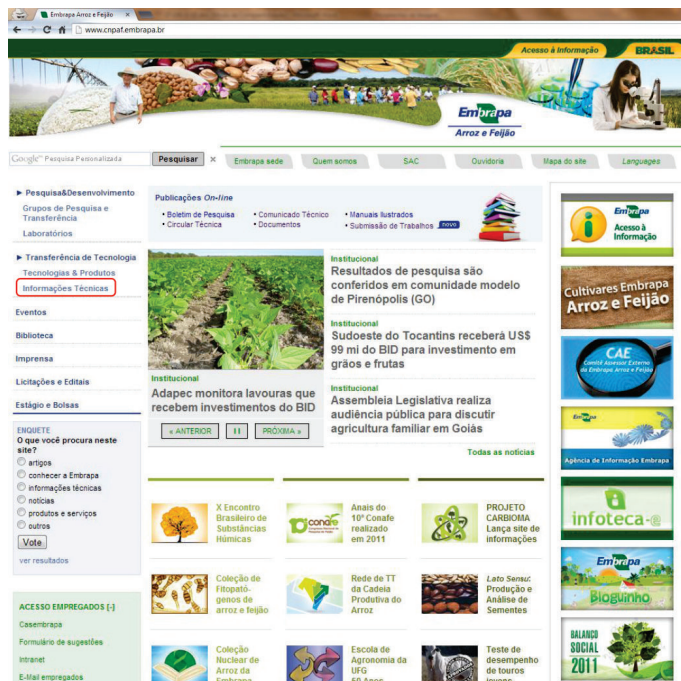 Embrapa Arroz e Feijão
www.cnpaf.embrapa.br
Acesso à Informação
BRASIL
Embrapa
Arroz e Feijão
Google™ Pesquisa Personalizada
Pesquisar
x
Embrapa sede
Quem somos
SAC
Ouvidoria
Mapa do site
Languages
Pesquisa&Desenvolvimento
Grupos de Pesquisa e
Transferência
Laboratórios
Transferência de Tecnologia
Tecnologias & Produtos
Informações Técnicas
Eventos
Biblioteca
Imprensa
Licitações e Editais
Estágio e Bolsas
ENQUETE
O que você procura neste
site?
artigos
conhecer a Embrapa
informações técnicas
notícias
produtos e serviços
outros
Vote
ver resultados
ACESSO EMPREGADOS [-]
Casembrapa
Formulário de sugestões
Intranet
E-Mail empregados
Publicações On-line
• Boletim de Pesquisa
• Comunicado Técnico
• Manuais Ilustrados
• Circular Técnica
• Documentos
• Submissão de Trabalhos
novo
Institucional
Adapec monitora lavouras que
recebem investimentos do BID
« ANTERIOR
II
PRÓXIMA »
Institucional
Resultados de pesquisa são
conferidos em comunidade modelo
de Pirenópolis (GO)
Institucional
Sudoeste do Tocantins receberá US$
99 mi do BID para investimento em
grãos e frutas
Institucional
Assembleia Legislativa realiza
audiência pública para discutir
agricultura familiar em Goiás
Todas as notícias
X Encontro
Brasileiro de
Substâncias
Húmicas
conafe
Anais do
10º Conafe
realizado
em 2011
PROJETO
CARBIOMA
Lança site de
informações
Coleção de
Fitopató-
genos de
arroz e feijão
Rede de TT
da Cadeia
Produtiva do
Arroz
Lato Sensu:
Produção e
Análise de
Sementes
Coleção
Nuclear de
Arroz da
Embrapa
Escola de
Agronomia da
UFG
50 Anos
Teste de
desempenho
de touros
jovens
Embrapa
Acesso à
Informação
Cultivares Embrapa
Arroz e Feijão
CAE
Comitê Assessor Externo
da Embrapa Arroz e Feijão
Embrapa
Agência de Informação Embrapa
infoteca-e
Embrapa
Bloguinho
BALANÇO
SOCIAL
2011